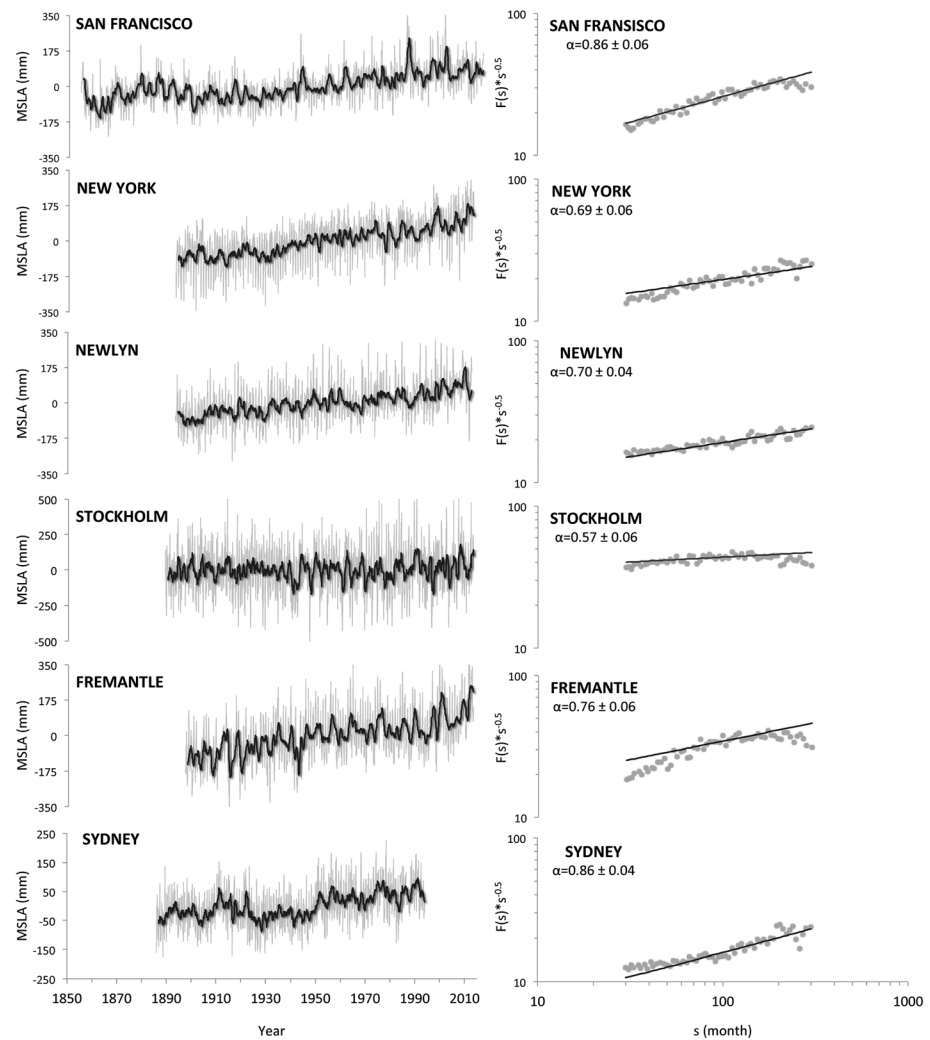 SAN FRANCISCO
MSLA (mm)
350
175
0
-175
-350
SAN FRANSISCO
α=0.86 ± 0.06
F(s)*s-0.5
100
10
NEW YORK
MSLA (mm)
350
175
0
-175
-350
NEW YORK
α=0.69 ± 0.06
F(s)*s-0.5
100
10
NEWLYN
MSLA (mm)
350
175
0
-175
-350
NEWLYN
α=0.70 ± 0.04
F(s)*s-0.5
100
10
STOCKHOLM
MSLA (mm)
500
250
0
-250
-500
STOCKHOLM
α=0.57 ± 0.06
100
10
FREMANTLE
MSLA (mm)
350
175
0
-175
-350
FREMANTLE
α=0.76 ± 0.06
F(s)*s-0.5
100
10
SYDNEY
MSLA (mm)
250
150
50
-50
-150
-250
1850 1870 1890 1910 1930 1950 1970 1990 2010
Year
SYDNEY
α=0.86 ± 0.04
F(s)*s-0.5
100
10
10 100 1000
s (month)